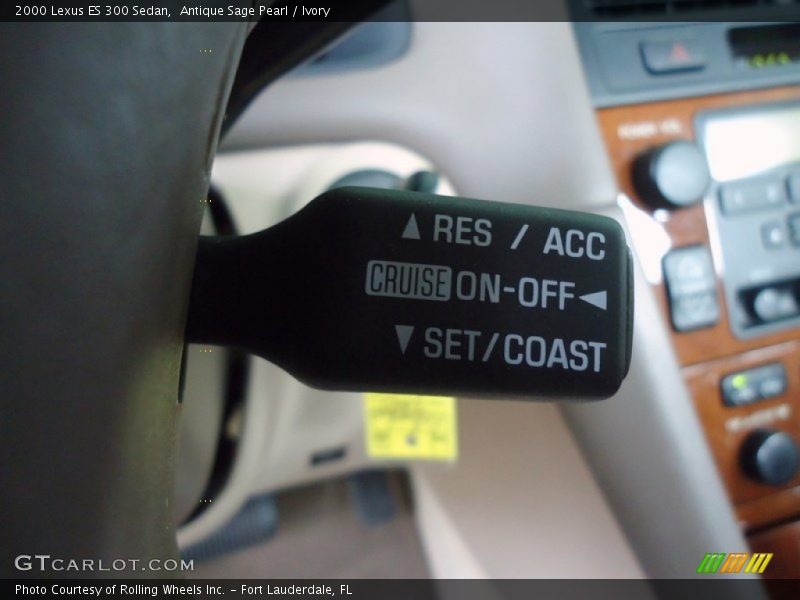 2000 Lexus ES 300 Sedan,  Antique Sage Pearl / Ivory
▲ RES / ACC
CRUISE ON-OFF ◄
▼ SET/COAST
GTCARLOT.COM
Photo Courtesy of Rolling Wheels Inc. – Fort Lauderdale, FL